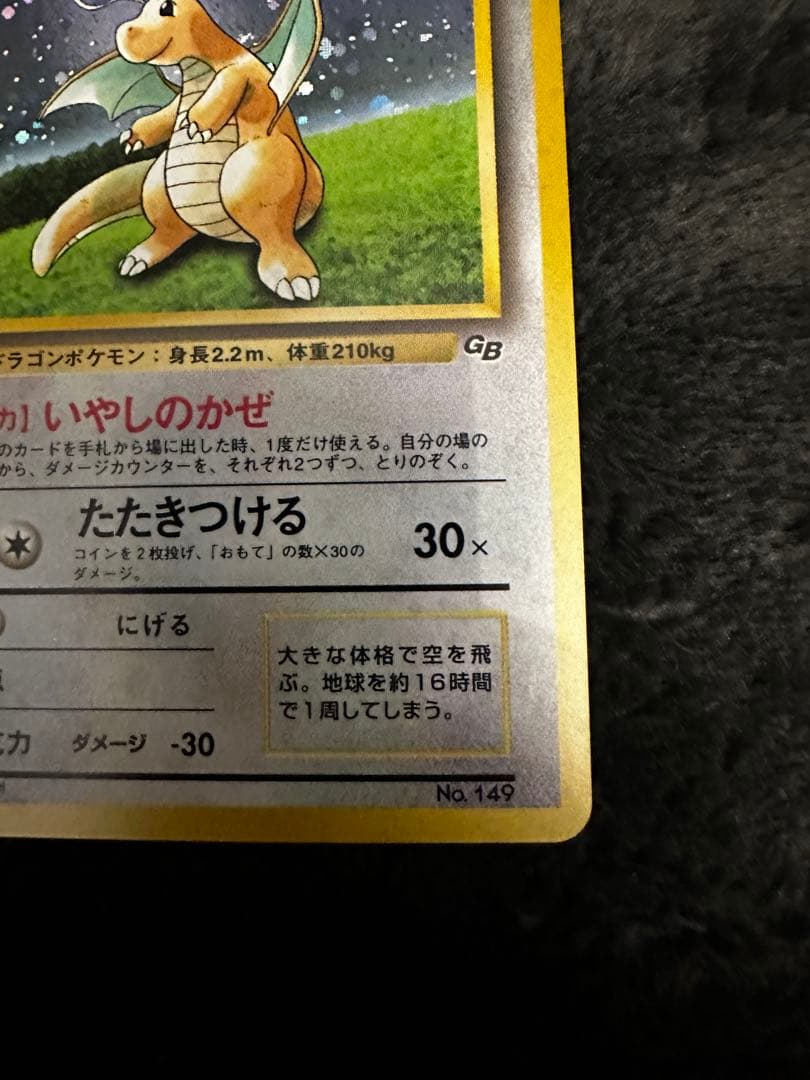 ドラゴンポケモン：身長2.2m、体重210kg
GB
カ】いやしのかぜ
のカードを手札から場に出した時、1度だけ使える。自分の場の
から、ダメージカウンターを、それぞれ2つずつ、とりのぞく。
たたきつける
30×
コインを2枚投げ、「おもて」の数×30の
ダメージ。
にげる
大きな体格で空を飛
ぶ。地球を約16時間
で1周してしまう。
力 ダメージ -30
No. 149